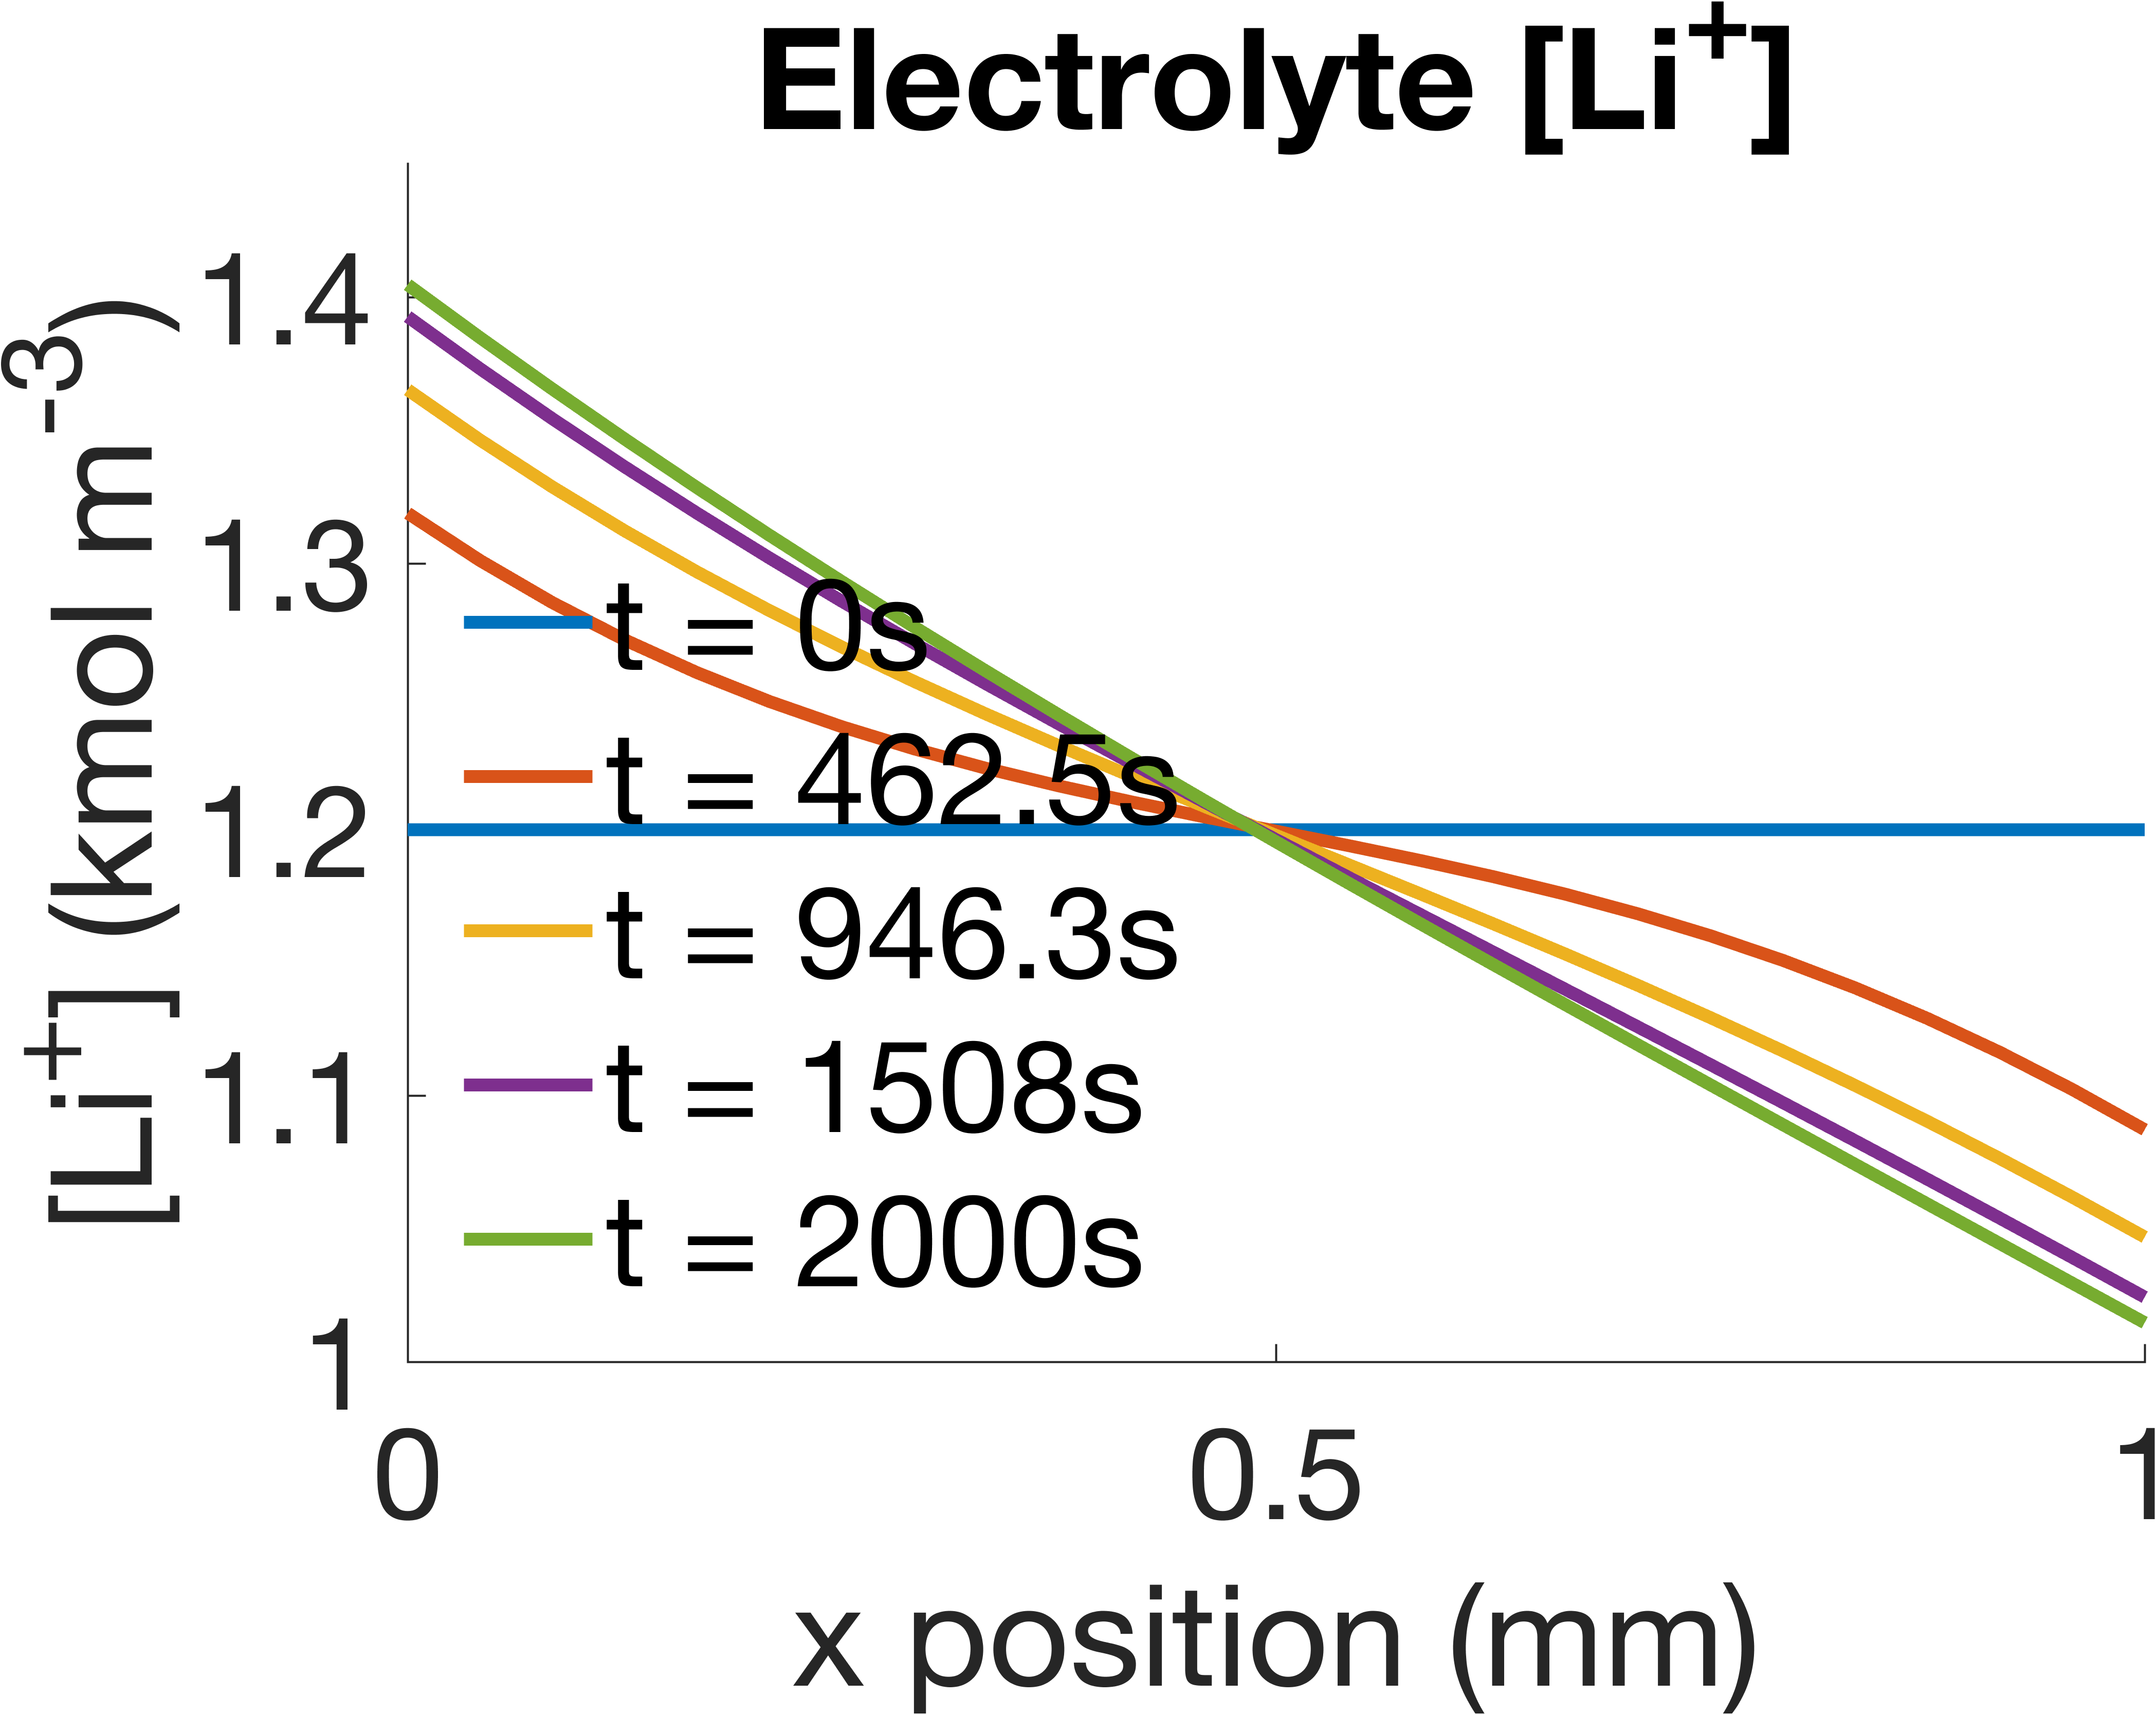 Electrolyte [Li⁺]
[Li⁺] (kmol m⁻³)
1.4
1.3
1.2
1.1
1
t = 0s
t = 462.5s
t = 946.3s
t = 1508s
t = 2000s
0 0.5 1
x position (mm)